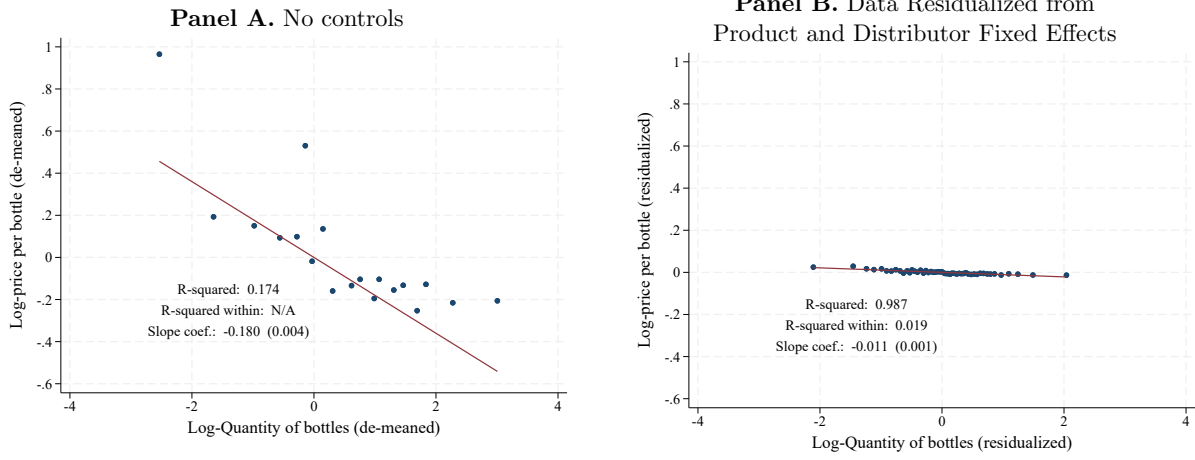 Panel A. No controls
1
.8
.6
.4
.2
0
-.2
-.4
-.6
Log-price per bottle (de-meaned)
R-squared: 0.174
R-squared within: N/A
Slope coef.: -0.180 (0.004)
-4
-2
0
2
4
Log-Quantity of bottles (de-meaned)
Panel B. Data Residualized from
Product and Distributor Fixed Effects
1
.8
.6
.4
.2
0
-.2
-.4
-.6
Log-price per bottle (residualized)
R-squared: 0.987
R-squared within: 0.019
Slope coef.: -0.011 (0.001)
-4
-2
0
2
4
Log-Quantity of bottles (residualized)